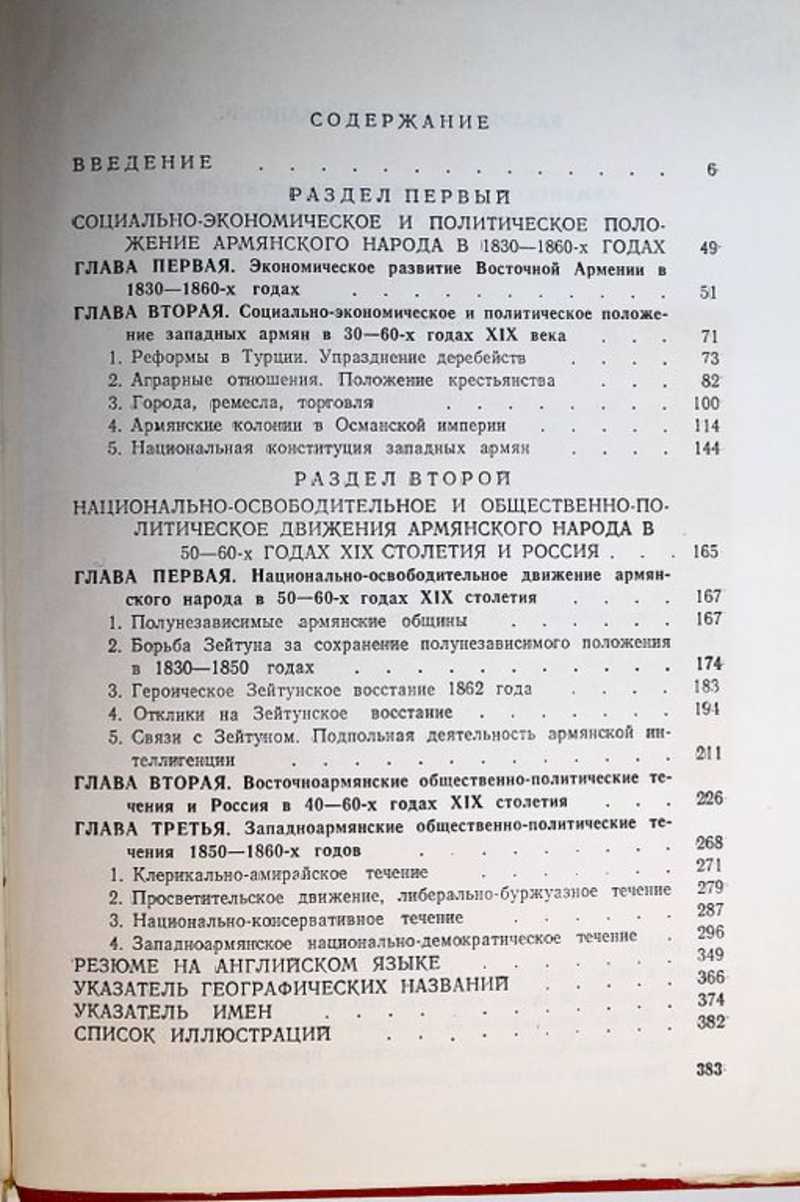 СОДЕРЖАНИЕ
ВВЕДЕНИЕ . . . . . . . . . . . . . . 6
РАЗДЕЛ ПЕРВЫЙ
СОЦИАЛЬНО-ЭКОНОМИЧЕСКОЕ И ПОЛИТИЧЕСКОЕ ПОЛО-
ЖЕНИЕ АРМЯНСКОГО НАРОДА В 1830—1860-х ГОДАХ 49
ГЛАВА ПЕРВАЯ. Экономическое развитие Восточной Армении в
1830—1860-х годах . . . . . . . . . . . 51
ГЛАВА ВТОРАЯ. Социально-экономическое и политическое положе-
ние западных армян в 30—60-х годах XIX века . . . 71
1. Реформы в Турции. Упразднение деребейств . . . . 73
2. Аграрные отношения. Положение крестьянства . . . 82
3. Города, ремесла, торговля . . . . . . . . 100
4. Армянские колонии в Османской империи . . . . . 114
5. Национальная конституция западных армян . . . . 144
РАЗДЕЛ ВТОРОЙ
НАЦИОНАЛЬНО-ОСВОБОДИТЕЛЬНОЕ И ОБЩЕСТВЕННО-ПО-
ЛИТИЧЕСКОЕ ДВИЖЕНИЯ АРМЯНСКОГО НАРОДА В
50—60-х ГОДАХ XIX СТОЛЕТИЯ И РОССИЯ . . . 165
ГЛАВА ПЕРВАЯ. Национально-освободительное движение армян-
ского народа в 50—60-х годах XIX столетия . . . . 167
1. Полунезависимые армянские общины . . . . . . 167
2. Борьба Зейтуна за сохранение полунезависимого положения
в 1830—1850 годах . . . . . . . . . . . 174
3. Героическое Зейтунское восстание 1862 года . . . . 183
4. Отклики на Зейтунское восстание . . . . . . . 194
5. Связи с Зейтуном. Подпольная деятельность армянской ин-
теллигенции . . . . . . . . . . . . . 211
ГЛАВА ВТОРАЯ. Восточноармянские общественно-политические те-
чения и Россия в 40—60-х годах XIX столетия . . . 226
ГЛАВА ТРЕТЬЯ. Западноармянские общественно-политические те-
чения 1850—1860-х годов . . . . . . . . . 268
1. Клерикально-амирайское течение . . . . . . . 271
2. Просветительское движение, либерально-буржуазное течение 279
3. Национально-консервативное течение . . . . . . 287
4. Западноармянское национально-демократическое течение . 296
РЕЗЮМЕ НА АНГЛИЙСКОМ ЯЗЫКЕ . . . . . . . 349
УКАЗАТЕЛЬ ГЕОГРАФИЧЕСКИХ НАЗВАНИЙ . . . . . 366
УКАЗАТЕЛЬ ИМЕН . . . . . . . . . . . . 374
СПИСОК ИЛЛЮСТРАЦИЙ . . . . . . . . . . 382
383